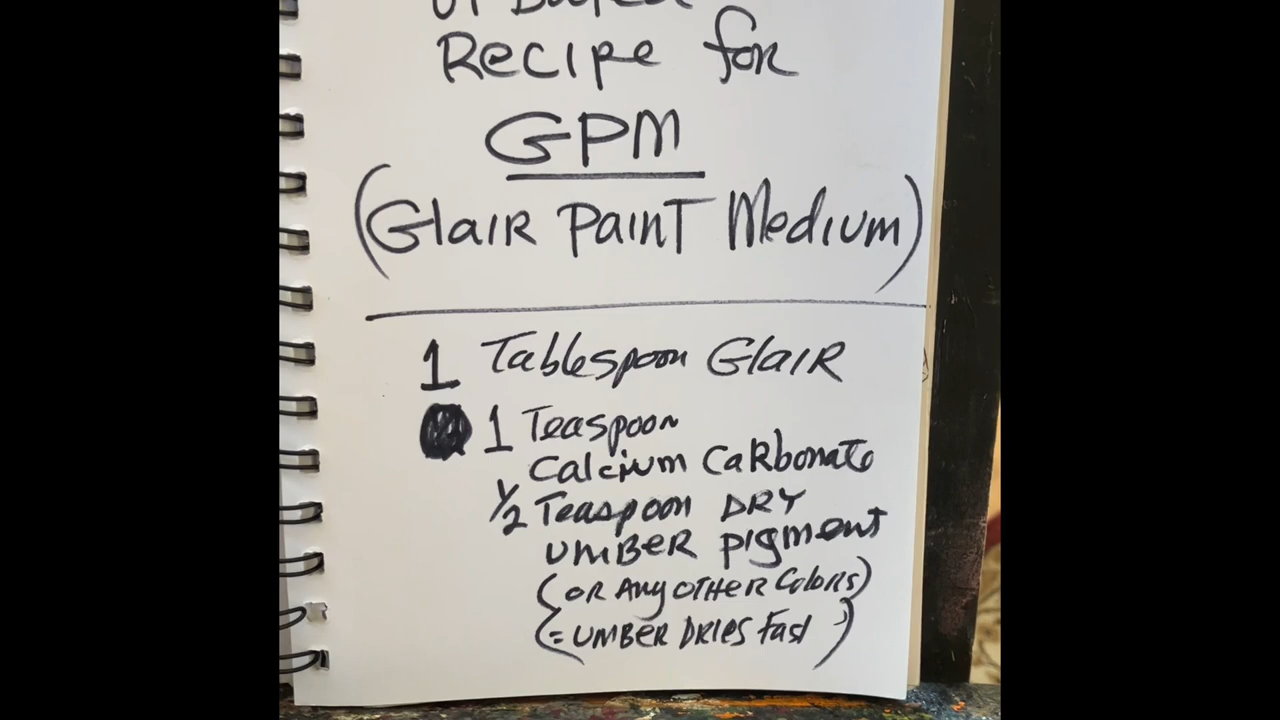 Updated
Recipe for
GPM
(Glair Paint Medium)
1 Tablespoon Glair
1 Teaspoon
Calcium Carbonate
1/2 Teaspoon DRY
UMBER pigment
(OR Any OTHER Colors)
(= UMBER DRIES Fast)